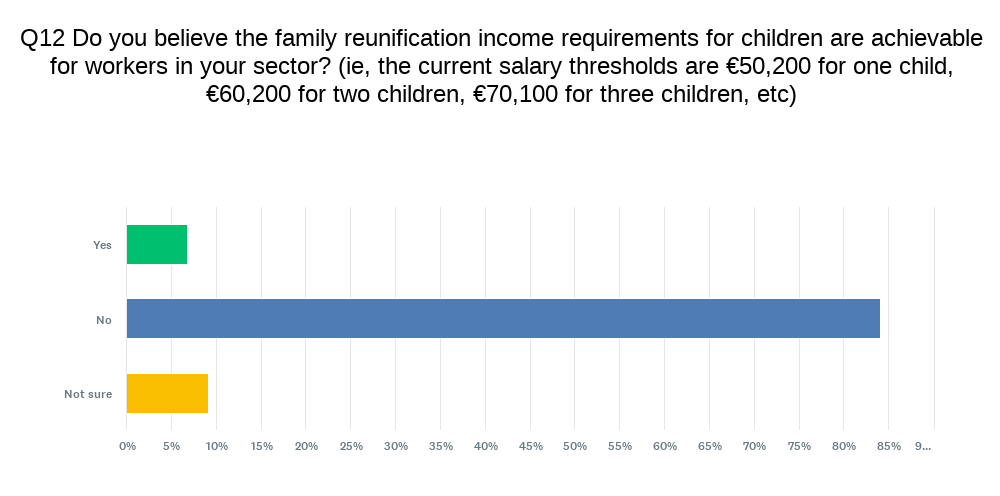 Q12 Do you believe the family reunification income requirements for children are achievable
for workers in your sector? (ie, the current salary thresholds are €50,200 for one child,
€60,200 for two children, €70,100 for three children, etc)
Yes
No
Not sure
0% 5% 10% 15% 20% 25% 30% 35% 40% 45% 50% 55% 60% 65% 70% 75% 80% 85% 9...